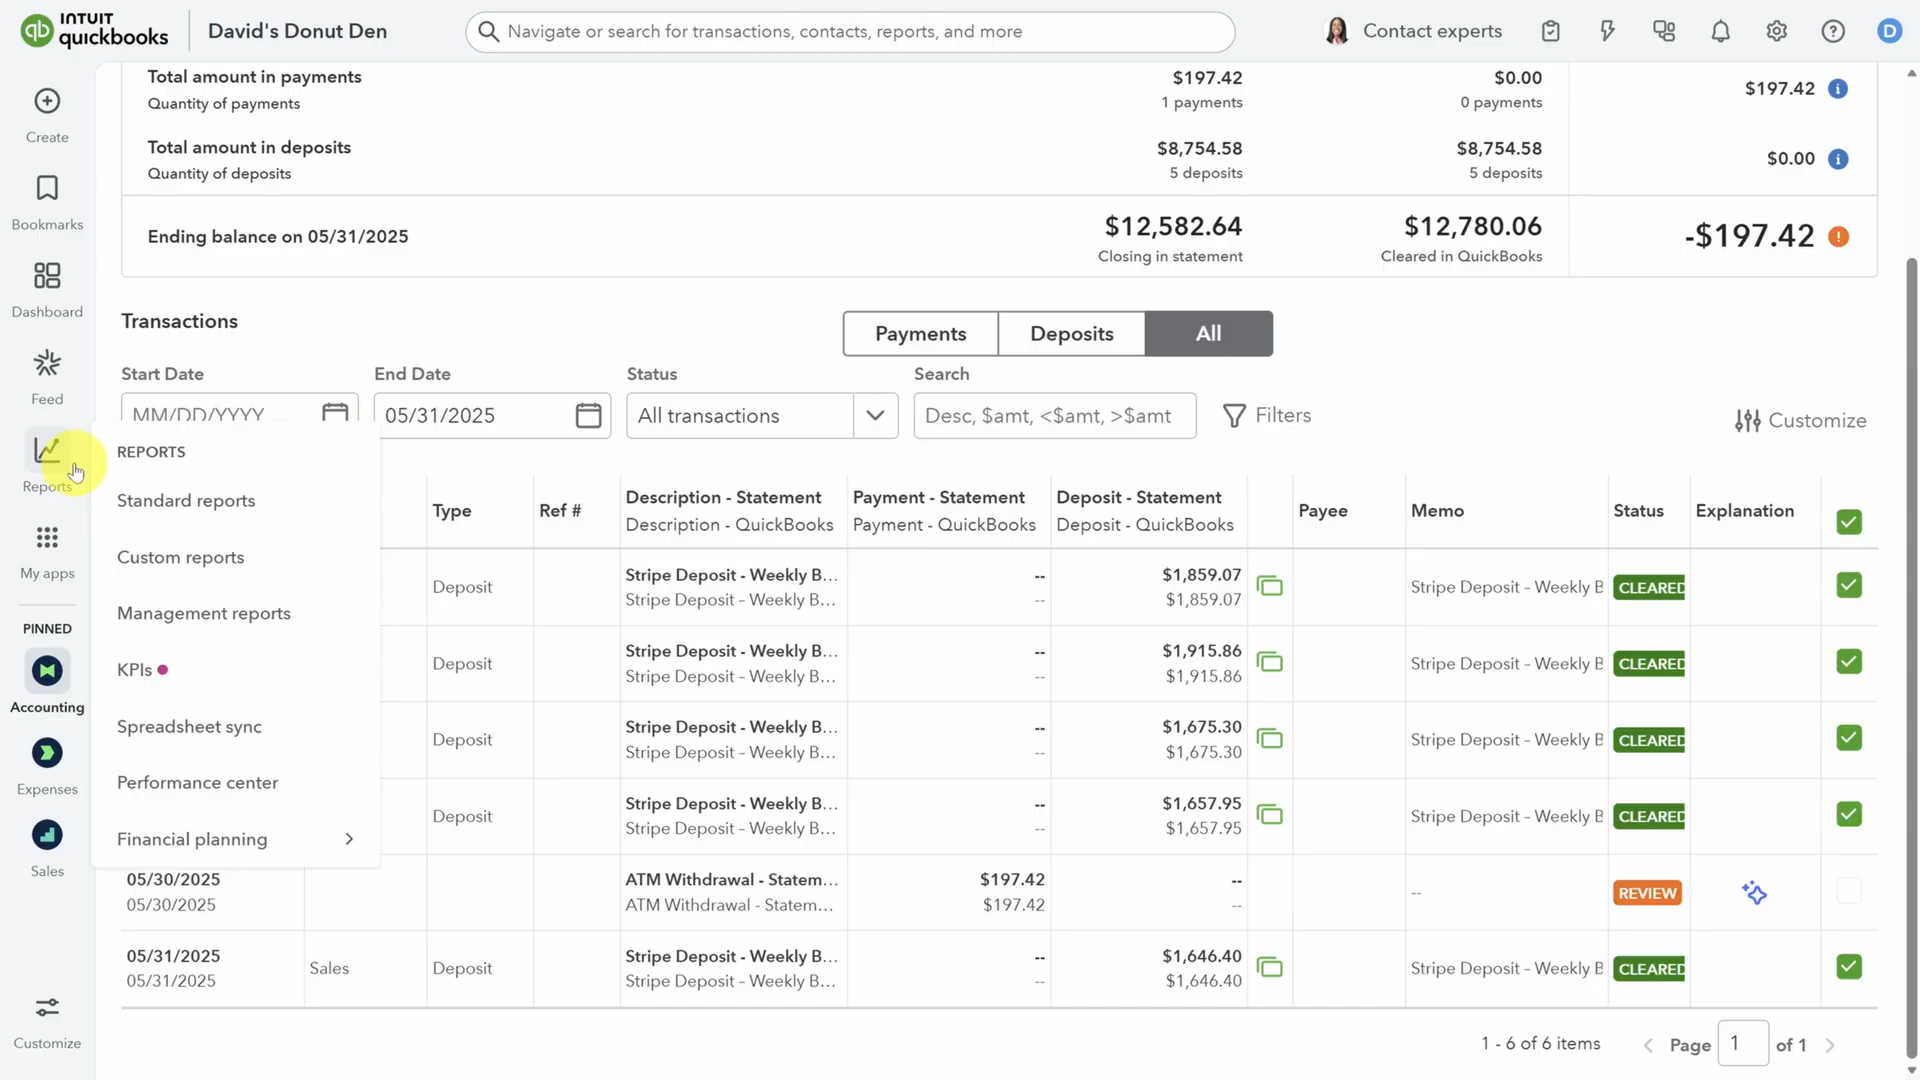 INTUIT
quickbooks
David's Donut Den
Navigate or search for transactions, contacts, reports, and more
Contact experts
D
Create
Bookmarks
Dashboard
Feed
Reports
My apps
PINNED
Accounting
Expenses
Sales
Customize
Total amount in payments $197.42 $0.00 $197.42
Quantity of payments 1 payments 0 payments
Total amount in deposits $8,754.58 $8,754.58 $0.00
Quantity of deposits 5 deposits 5 deposits
Ending balance on 05/31/2025 $12,582.64 $12,780.06 -$197.42
Closing in statement Cleared in QuickBooks
Transactions
Payments Deposits All
Start Date End Date Status Search
MM/DD/YYYY 05/31/2025 All transactions Desc, $amt, <$amt, >$amt Filters
Customize
REPORTS
Standard reports
Custom reports
Management reports
KPIs
Spreadsheet sync
Performance center
Financial planning
Type Ref # Description - Statement Payment - Statement Deposit - Statement Payee Memo Status Explanation
Description - QuickBooks Payment - QuickBooks Deposit - QuickBooks
Deposit Stripe Deposit - Weekly B... -- $1,859.07 Stripe Deposit – Weekly B CLEARED
Stripe Deposit – Weekly B... -- $1,859.07
Deposit Stripe Deposit - Weekly B... -- $1,915.86 Stripe Deposit – Weekly B CLEARED
Stripe Deposit – Weekly B... -- $1,915.86
Deposit Stripe Deposit - Weekly B... -- $1,675.30 Stripe Deposit – Weekly B CLEARED
Stripe Deposit – Weekly B... -- $1,675.30
Deposit Stripe Deposit - Weekly B... -- $1,657.95 Stripe Deposit – Weekly B CLEARED
Stripe Deposit – Weekly B... -- $1,657.95
05/30/2025 ATM Withdrawal - Statem... $197.42 -- -- REVIEW
05/30/2025 ATM Withdrawal - Statem... $197.42 --
05/31/2025 Sales Deposit Stripe Deposit - Weekly B... -- $1,646.40 Stripe Deposit – Weekly B CLEARED
05/31/2025 Stripe Deposit – Weekly B... -- $1,646.40
1 - 6 of 6 items Page 1 of 1